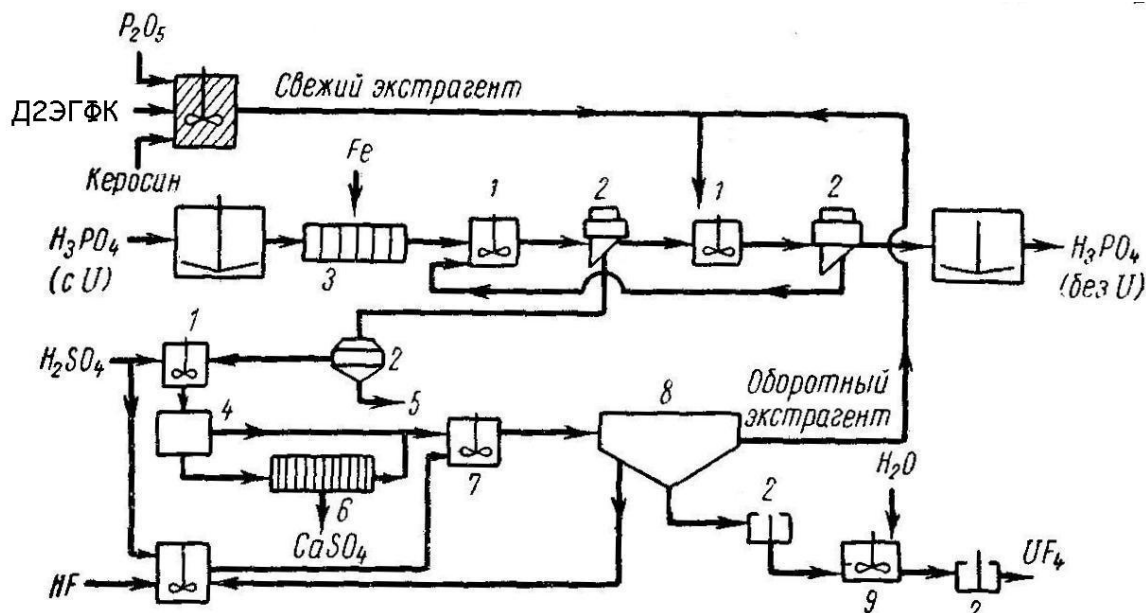 P₂O₅
Д2ЭГФК
Керосин
Свежий экстрагент
Fe
1
2
1
2
H₃PO₄
(с U)
3
H₃PO₄
(без U)
1
H₂SO₄
2
5
4
8
Оборотный
экстрагент
7
6
CaSO₄
H₂O
2
HF
9
UF₄
2